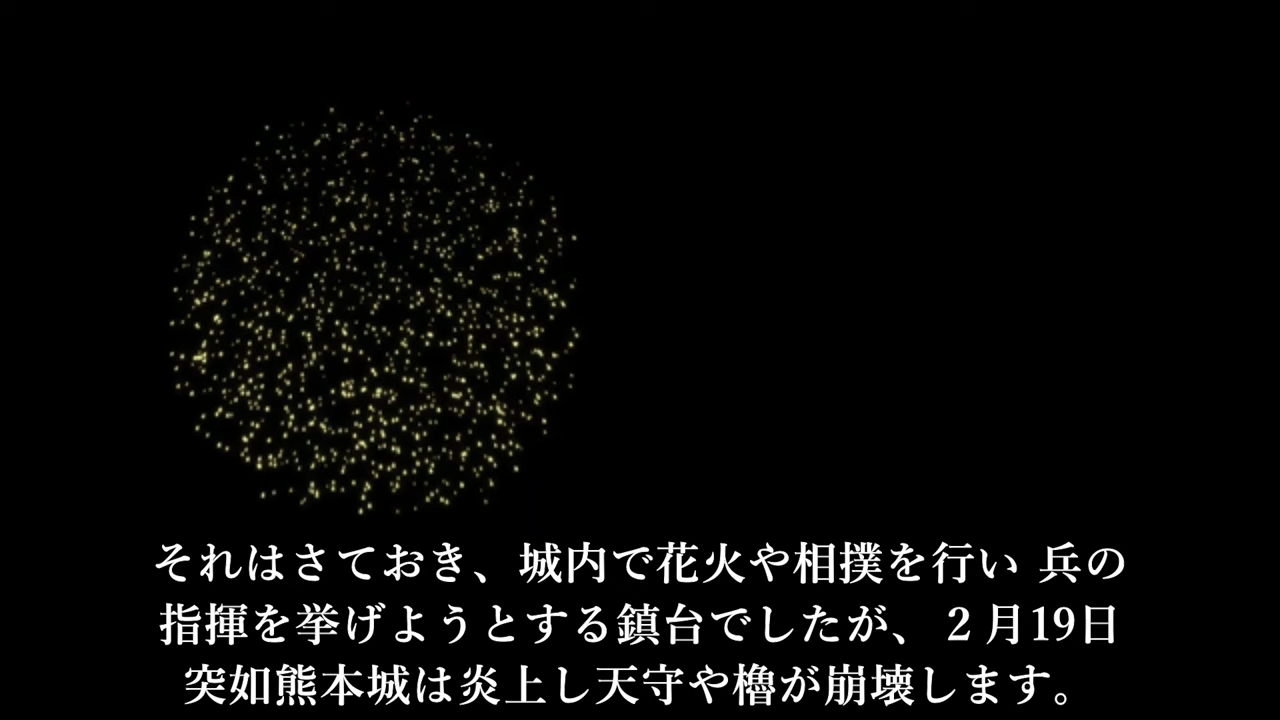 それはさておき、城内で花火や相撲を行い 兵の
指揮を挙げようとする鎮台でしたが、２月19日
突如熊本城は炎上し天守や櫓が崩壊します。